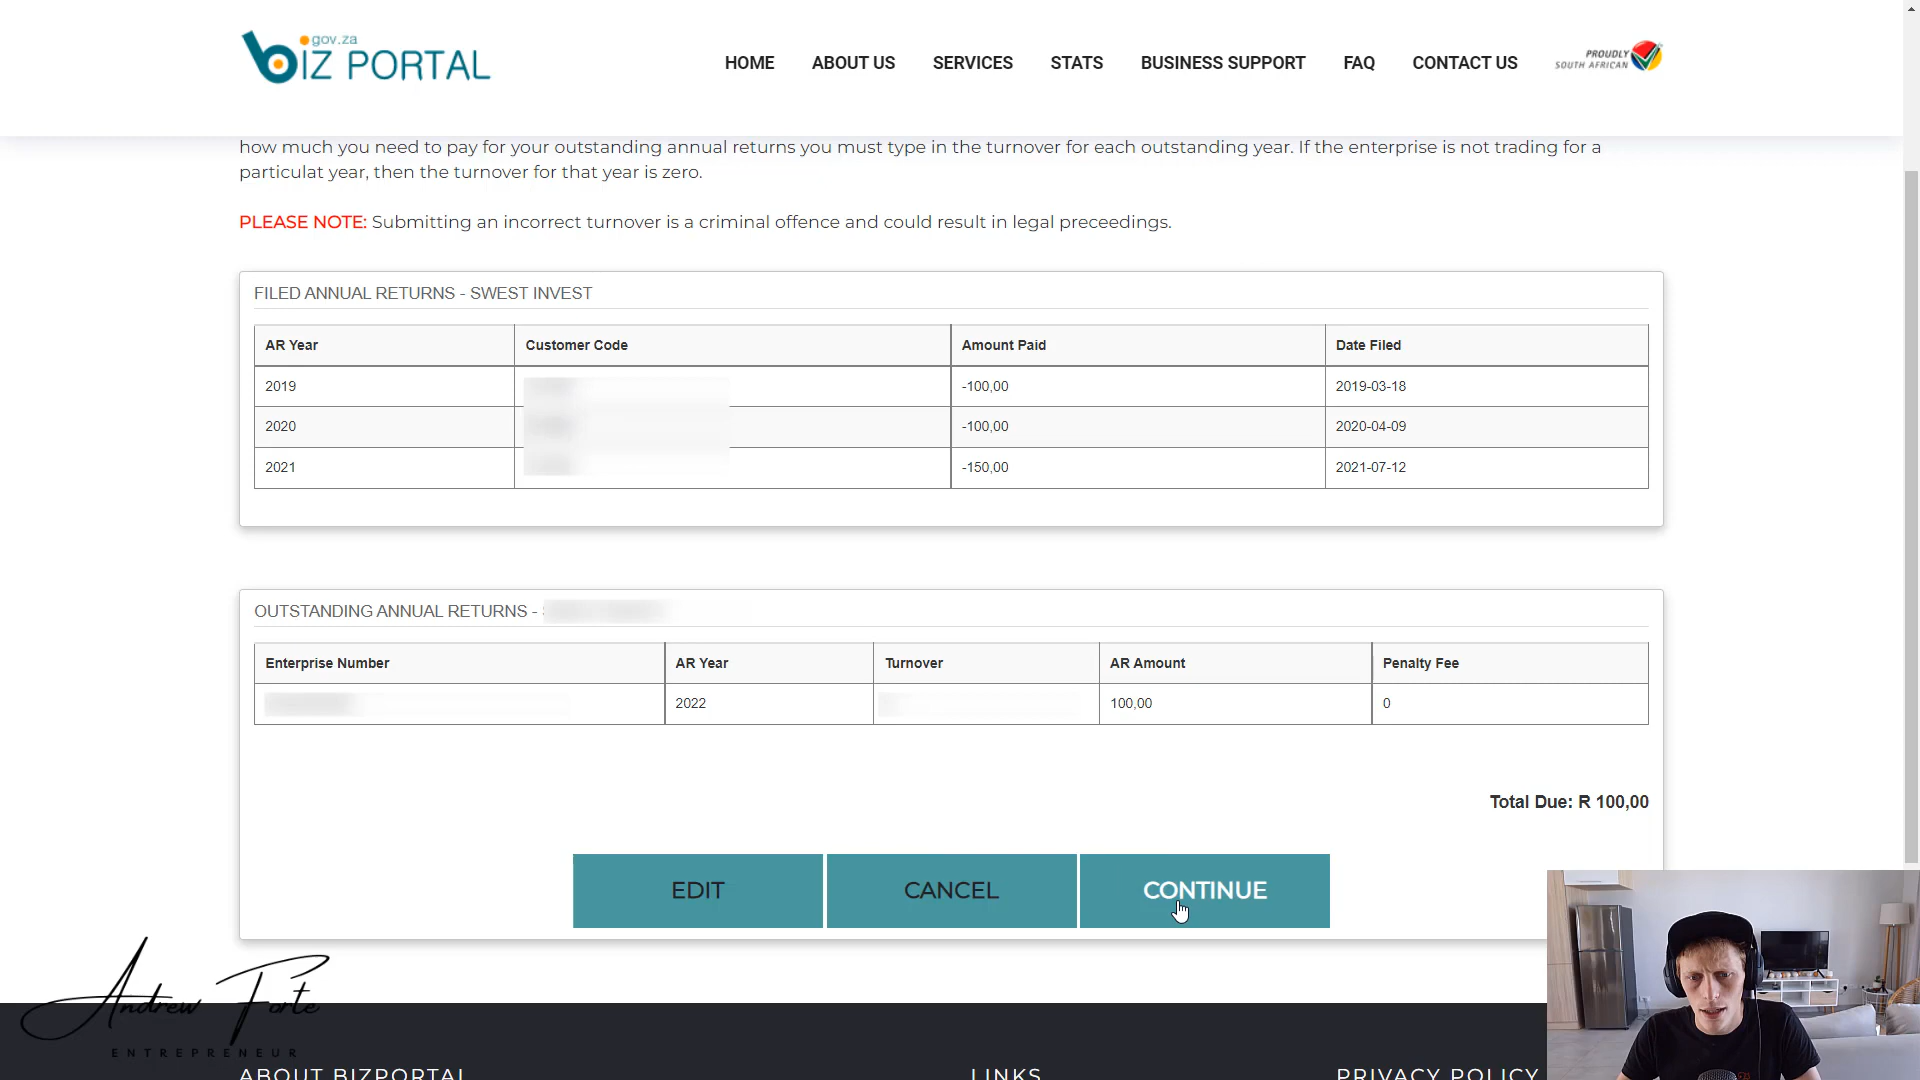 gov.za
biz PORTAL
HOME
ABOUT US
SERVICES
STATS
BUSINESS SUPPORT
FAQ
CONTACT US
PROUDLY
SOUTH AFRICAN
how much you need to pay for your outstanding annual returns you must type in the turnover for each outstanding year. If the enterprise is not trading for a
particulat year, then the turnover for that year is zero.
PLEASE NOTE: Submitting an incorrect turnover is a criminal offence and could result in legal preceedings.
FILED ANNUAL RETURNS - SWEST INVEST
AR Year Customer Code Amount Paid Date Filed
2019 -100,00 2019-03-18
2020 -100,00 2020-04-09
2021 -150,00 2021-07-12
OUTSTANDING ANNUAL RETURNS -
Enterprise Number AR Year Turnover AR Amount Penalty Fee
2022 100,00 0
Total Due: R 100,00
EDIT
CANCEL
CONTINUE
Andrew Forte
ENTREPRENEUR
ABOUT BIZPORTAL
LINKS
PRIVACY POLICY